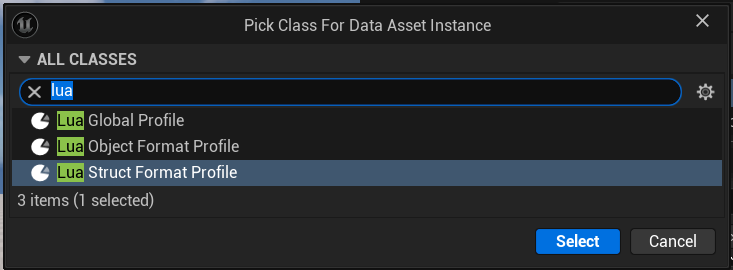 Pick Class For Data Asset Instance
ALL CLASSES
lua
Lua Global Profile
Lua Object Format Profile
Lua Struct Format Profile
3 items (1 selected)
Select Cancel